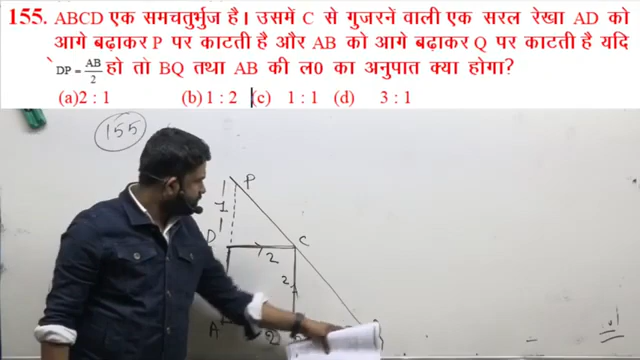 155. ABCD एक समचतुर्भुज है। उसमें C से गुजरनें वाली एक सरल रेखा AD को
आगे बढ़ाकर P पर काटती है और AB को आगे बढ़ाकर Q पर काटती है यदि
DP = AB/2 हो तो BQ तथा AB की ल0 का अनुपात क्या होगा?
(a)2 : 1 (b) 1 : 2 (c) 1 : 1 (d) 3 : 1
155
P
1
D C
2
2
A 2